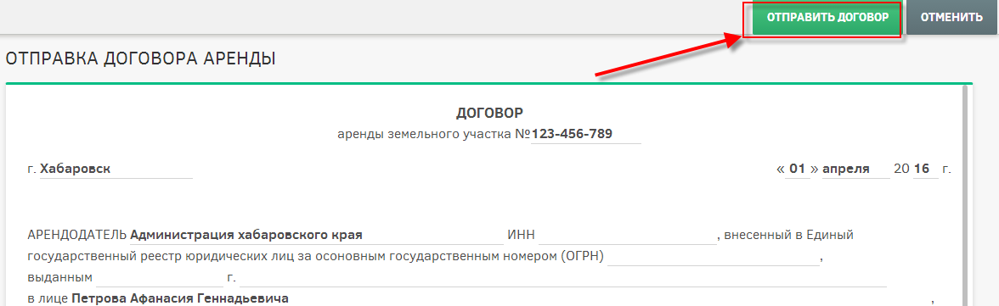 ОТПРАВИТЬ ДОГОВОР ОТМЕНИТЬ
ОТПРАВКА ДОГОВОРА АРЕНДЫ
ДОГОВОР
аренды земельного участка №123-456-789
г. Хабаровск « 01 » апреля 20 16 г.
АРЕНДОДАТЕЛЬ Администрация хабаровского края ИНН , внесенный в Единый
государственный реестр юридических лиц за осоновным государственным номером (ОГРН) ,
выданным г.
в лице Петрова Афанасия Геннадьевича ,